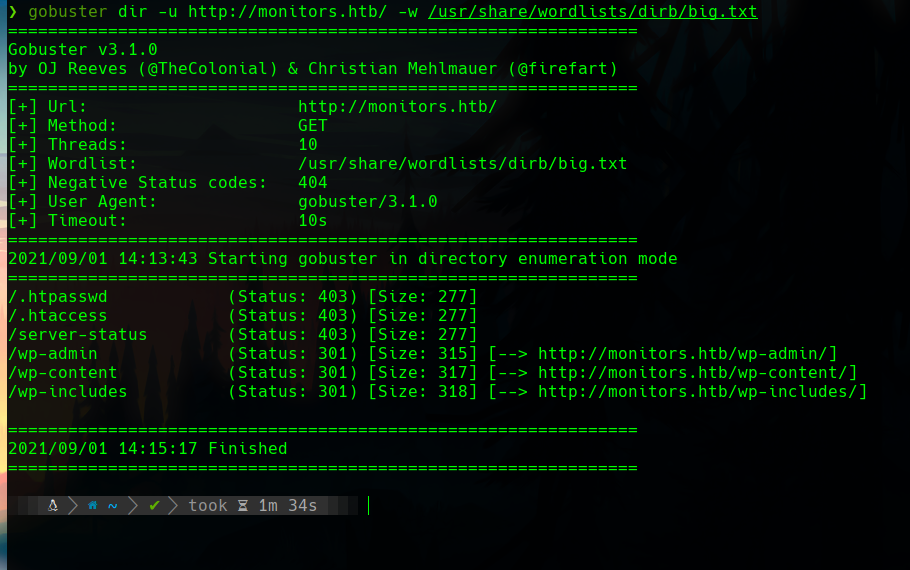 ❯ gobuster dir -u http://monitors.htb/ -w /usr/share/wordlists/dirb/big.txt
===============================================================
Gobuster v3.1.0
by OJ Reeves (@TheColonial) & Christian Mehlmauer (@firefart)
===============================================================
[+] Url:                     http://monitors.htb/
[+] Method:                  GET
[+] Threads:                 10
[+] Wordlist:                /usr/share/wordlists/dirb/big.txt
[+] Negative Status codes:   404
[+] User Agent:              gobuster/3.1.0
[+] Timeout:                 10s
===============================================================
2021/09/01 14:13:43 Starting gobuster in directory enumeration mode
===============================================================
/.htpasswd            (Status: 403) [Size: 277]
/.htaccess            (Status: 403) [Size: 277]
/server-status        (Status: 403) [Size: 277]
/wp-admin             (Status: 301) [Size: 315] [--> http://monitors.htb/wp-admin/]
/wp-content           (Status: 301) [Size: 317] [--> http://monitors.htb/wp-content/]
/wp-includes          (Status: 301) [Size: 318] [--> http://monitors.htb/wp-includes/]
===============================================================
2021/09/01 14:15:17 Finished
===============================================================
~ ✔ took ⏳ 1m 34s